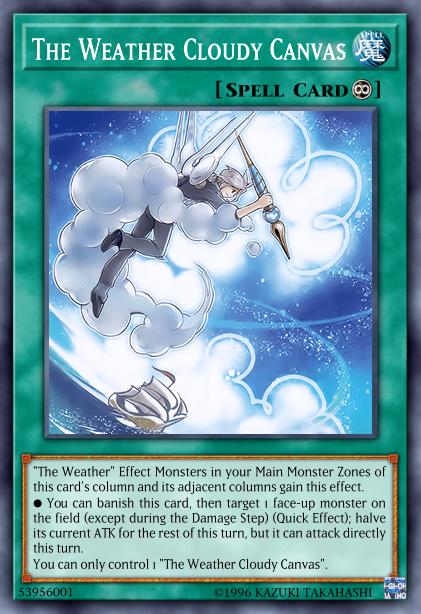 THE WEATHER CLOUDY CANVAS
SPELL
魔
[SPELL CARD]
"The Weather" Effect Monsters in your Main Monster Zones of
this card's column and its adjacent columns gain this effect.
● You can banish this card, then target 1 face-up monster on
the field (except during the Damage Step) (Quick Effect); halve
its current ATK for the rest of this turn, but it can attack directly
this turn.
You can only control 1 "The Weather Cloudy Canvas".
53956001
©1996 KAZUKI TAKAHASHI